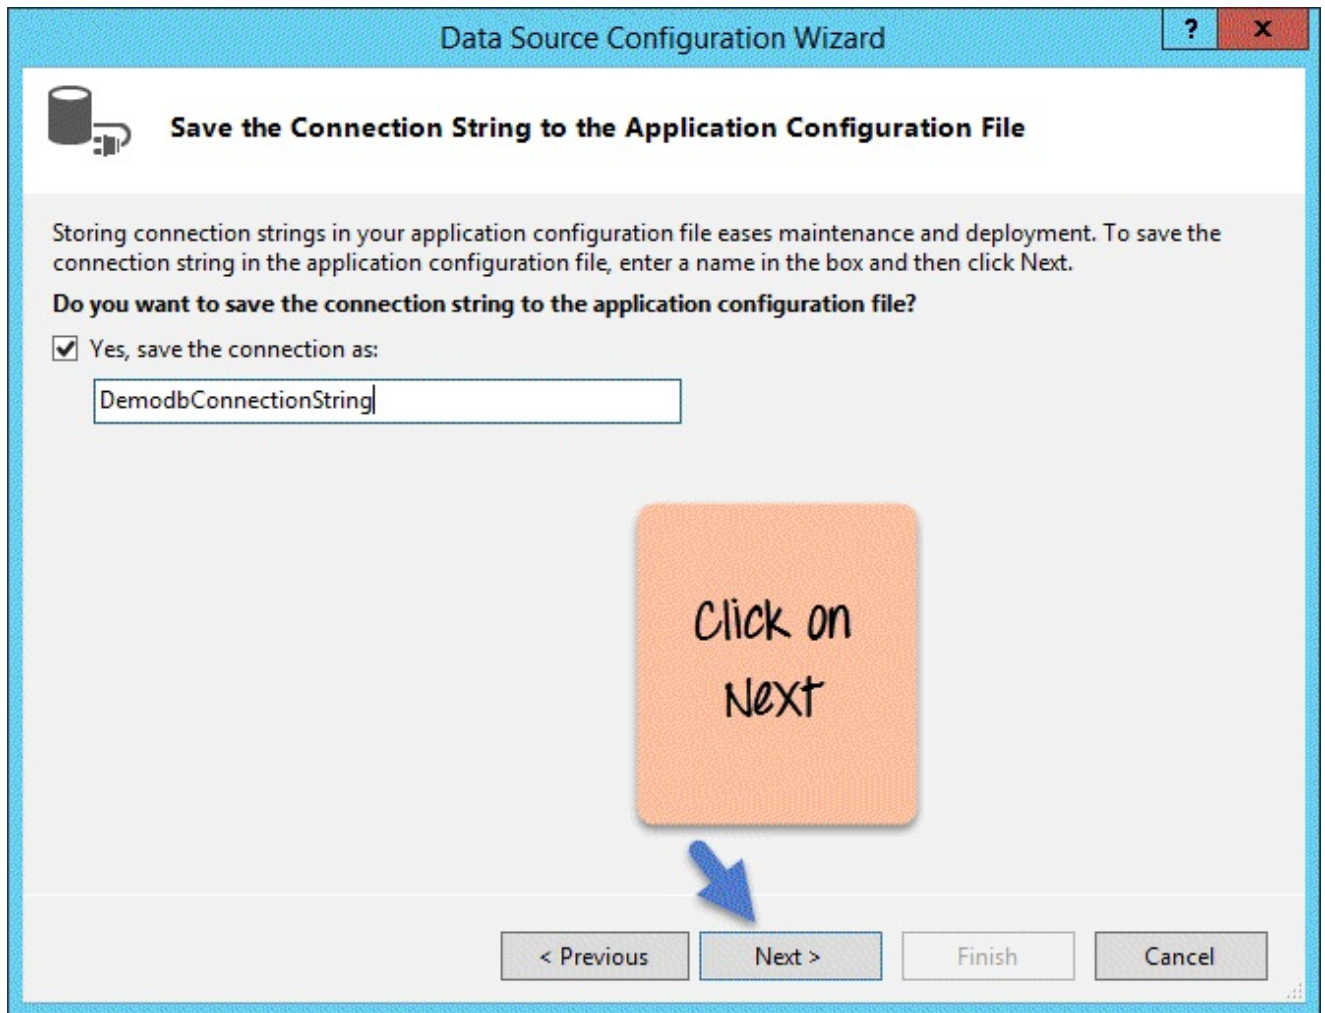 Data Source Configuration Wizard
? x
Save the Connection String to the Application Configuration File
Storing connection strings in your application configuration file eases maintenance and deployment. To save the
connection string in the application configuration file, enter a name in the box and then click Next.
Do you want to save the connection string to the application configuration file?
Yes, save the connection as:
DemodbConnectionString
Click on
Next
< Previous
Next >
Finish
Cancel